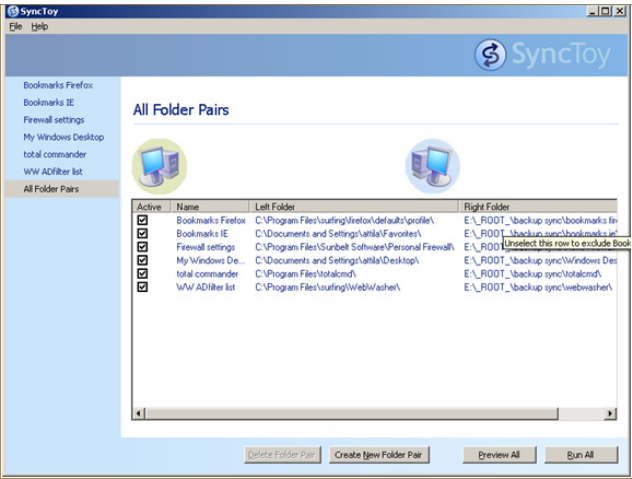 SyncToy
File Help
SyncToy
Bookmarks Firefox
Bookmarks IE
Firewall settings
My Windows Desktop
total commander
WW ADfilter list
All Folder Pairs
All Folder Pairs
Active Name Left Folder Right Folder
Bookmarks Firefox C:\Program Files\surfing\firefox\defaults\profile\ E:\_ROOT_\backup sync\bookmarks fire
Bookmarks IE C:\Documents and Settings\attila\Favorites\ E:\_ROOT_\backup sync\bookmarks ie\
Unselect this row to exclude Book
Firewall settings C:\Program Files\Sunbelt Software\Personal Firewall\ E:\_ROOT
My Windows De... C:\Documents and Settings\attila\Desktop\ E:\_ROOT_\backup sync\Windows Des
total commander C:\Program Files\totalcmd\ E:\_ROOT_\backup sync\totalcmd\
WW ADfilter list C:\Program Files\surfing\WebWasher\ E:\_ROOT_\backup sync\webwasher\
Delete Folder Pair Create New Folder Pair Preview All Run All